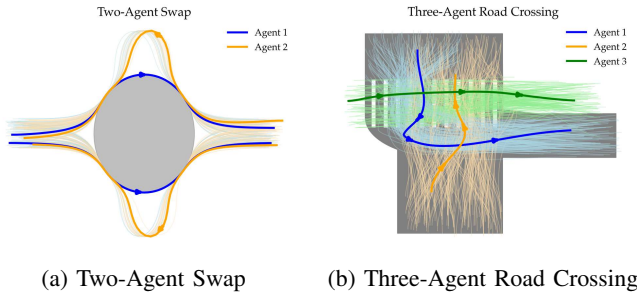 Two-Agent Swap
Agent 1
Agent 2
Three-Agent Road Crossing
Agent 1
Agent 2
Agent 3
(a) Two-Agent Swap
(b) Three-Agent Road Crossing